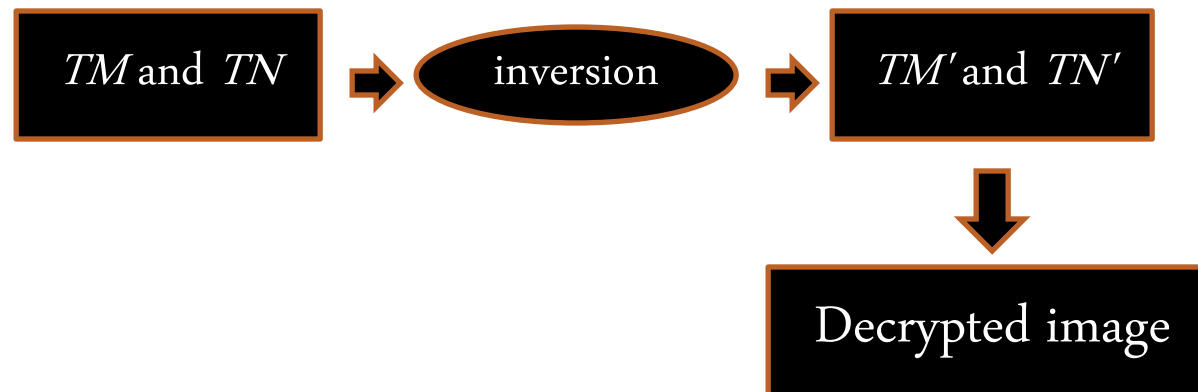 TM and TN
inversion
TM′ and TN′
Decrypted image